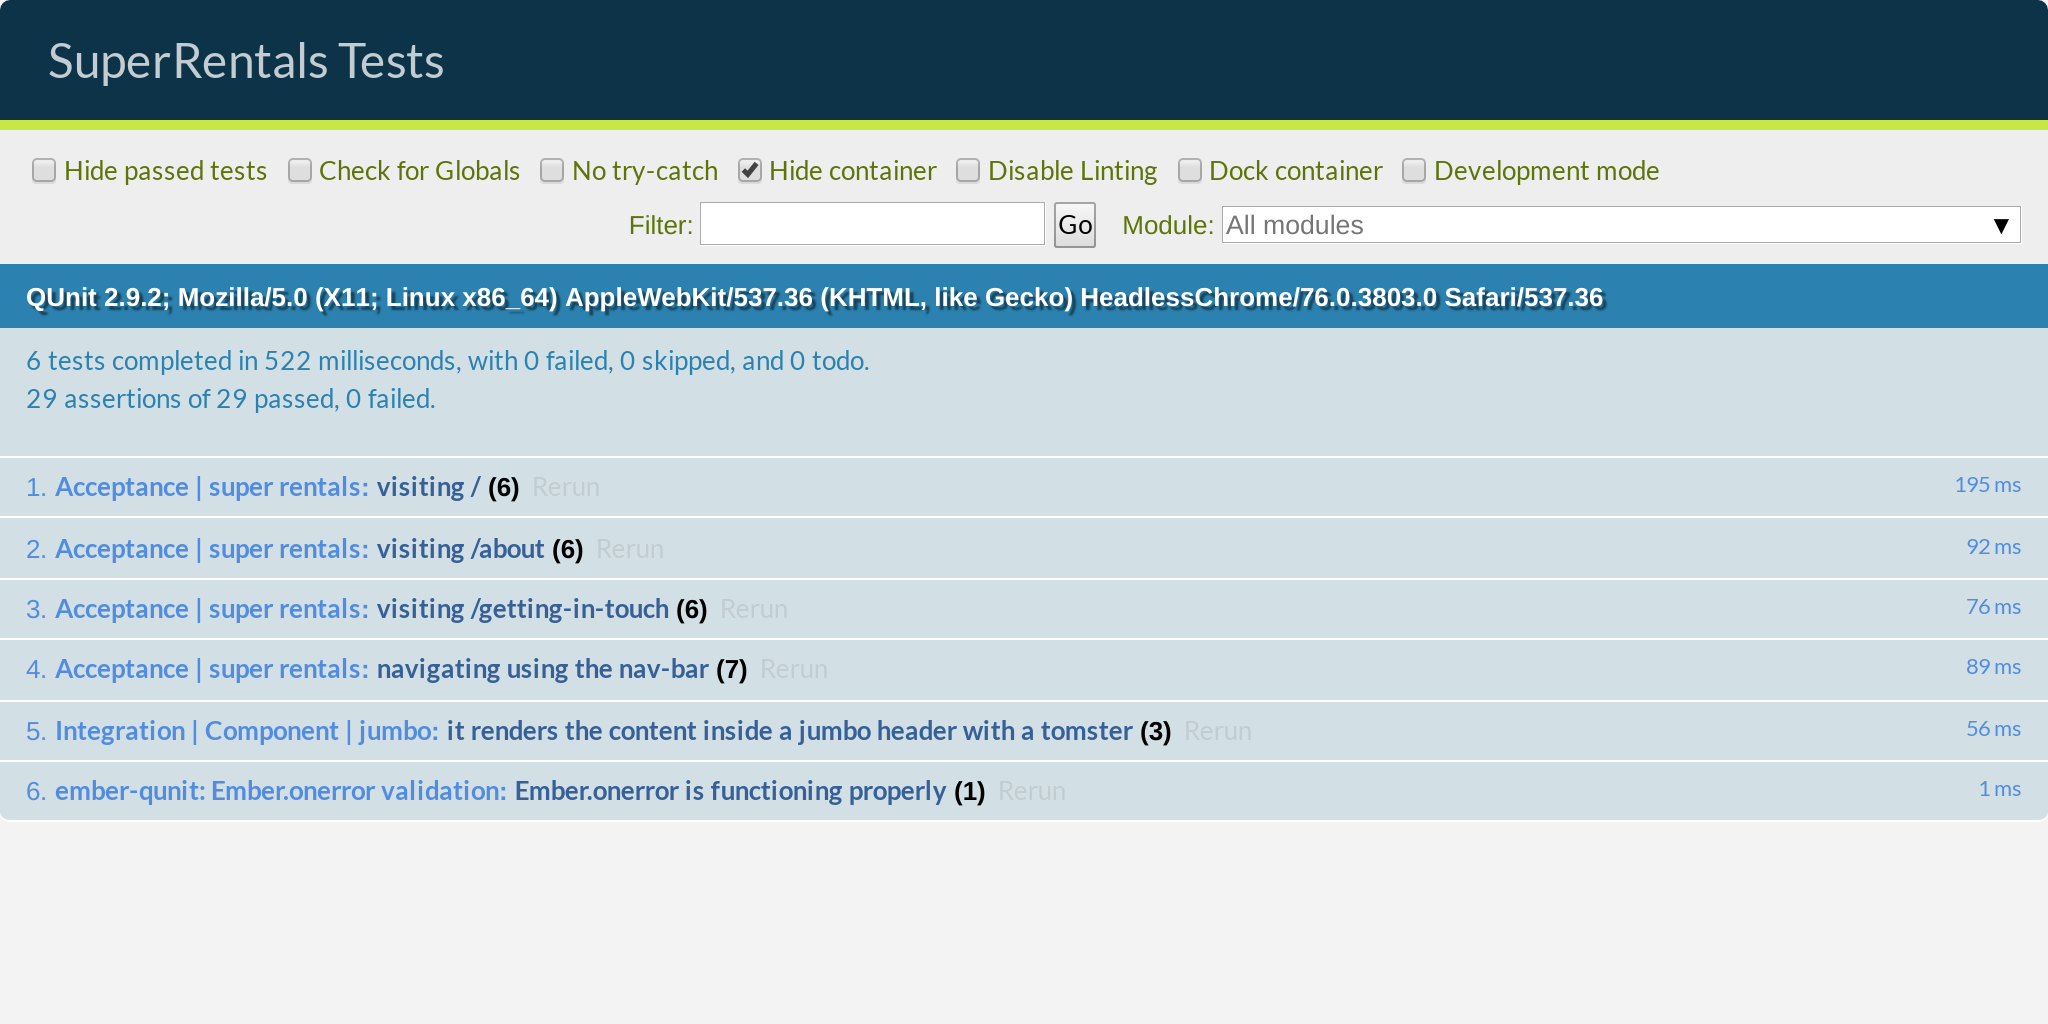 SuperRentals Tests
Hide passed tests Check for Globals No try-catch Hide container Disable Linting Dock container Development mode
Filter: Go Module: All modules ▼
QUnit 2.9.2; Mozilla/5.0 (X11; Linux x86_64) AppleWebKit/537.36 (KHTML, like Gecko) HeadlessChrome/76.0.3803.0 Safari/537.36
6 tests completed in 522 milliseconds, with 0 failed, 0 skipped, and 0 todo.
29 assertions of 29 passed, 0 failed.
1. Acceptance | super rentals: visiting / (6) Rerun 195 ms
2. Acceptance | super rentals: visiting /about (6) Rerun 92 ms
3. Acceptance | super rentals: visiting /getting-in-touch (6) Rerun 76 ms
4. Acceptance | super rentals: navigating using the nav-bar (7) Rerun 89 ms
5. Integration | Component | jumbo: it renders the content inside a jumbo header with a tomster (3) Rerun 56 ms
6. ember-qunit: Ember.onerror validation: Ember.onerror is functioning properly (1) Rerun 1 ms